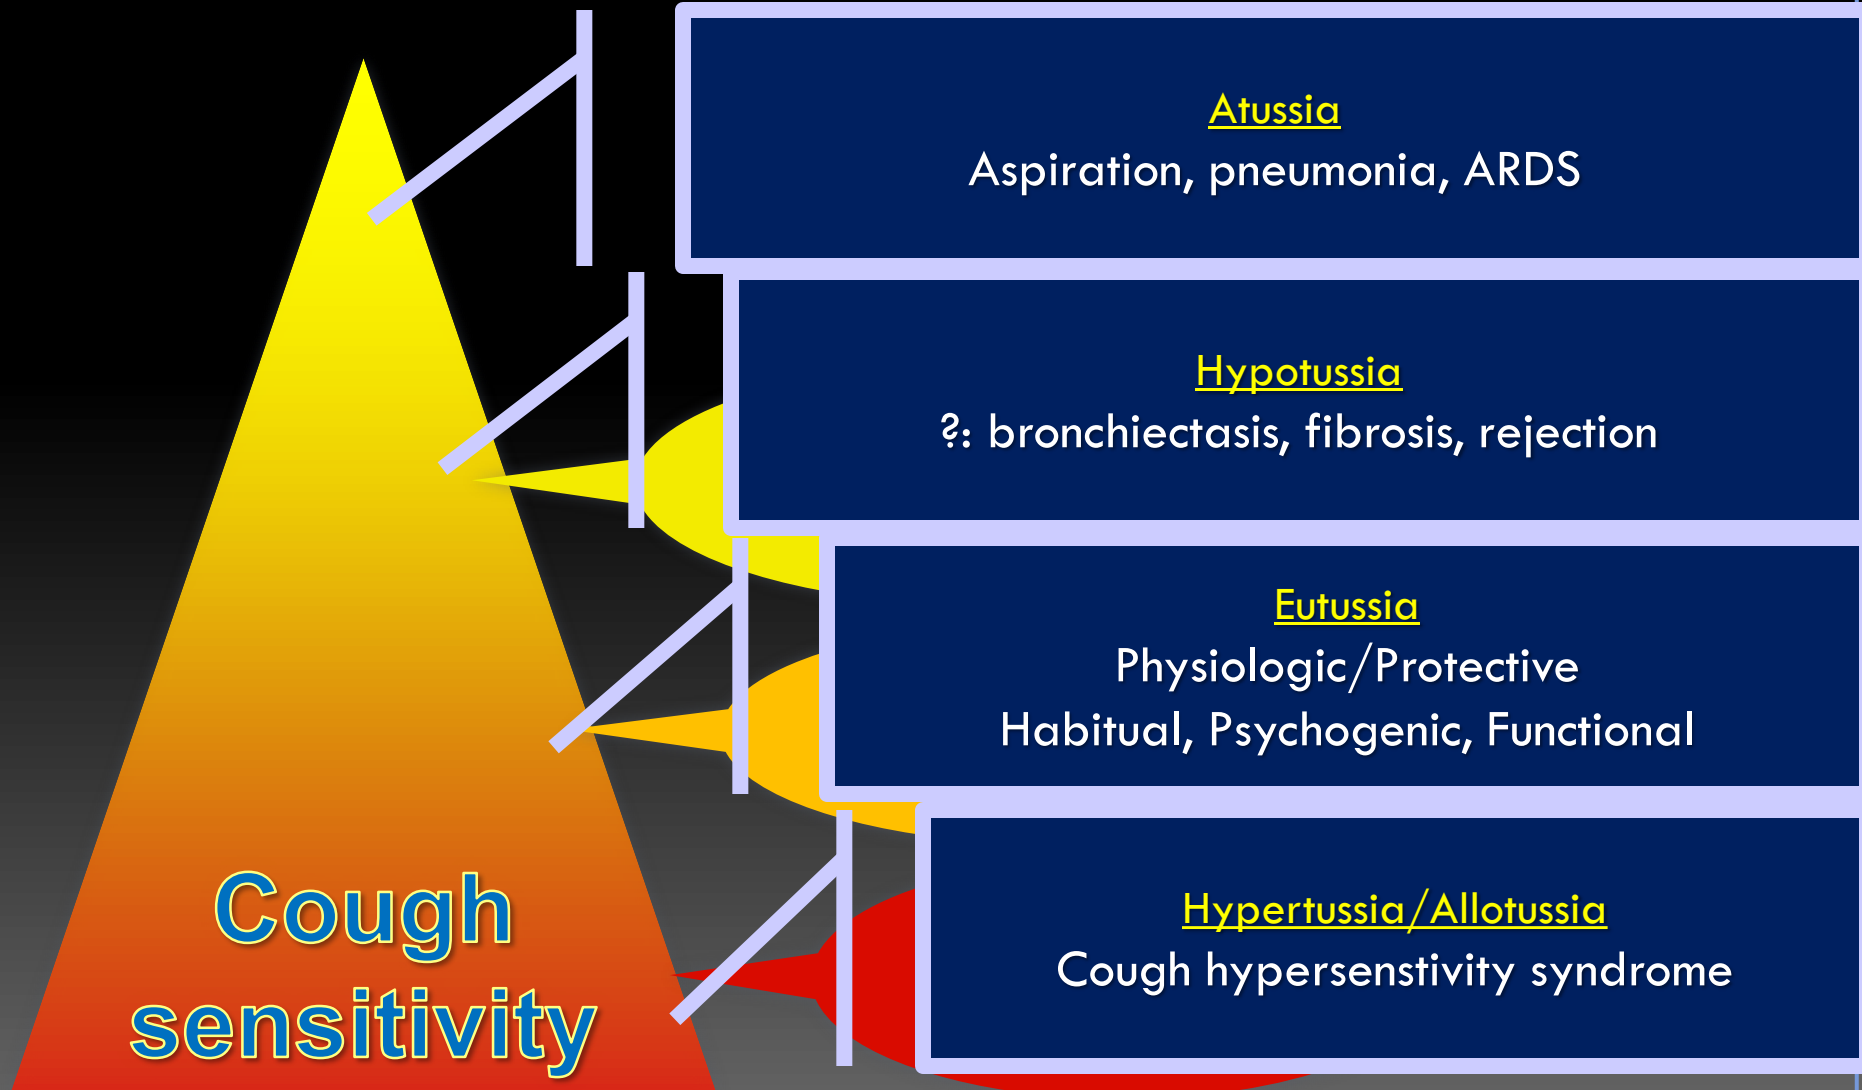 Atussia
Aspiration, pneumonia, ARDS
Hypotussia
?: bronchiectasis, fibrosis, rejection
Eutussia
Physiologic/Protective
Habitual, Psychogenic, Functional
Hypertussia/Allotussia
Cough hypersenstivity syndrome
Cough
sensitivity